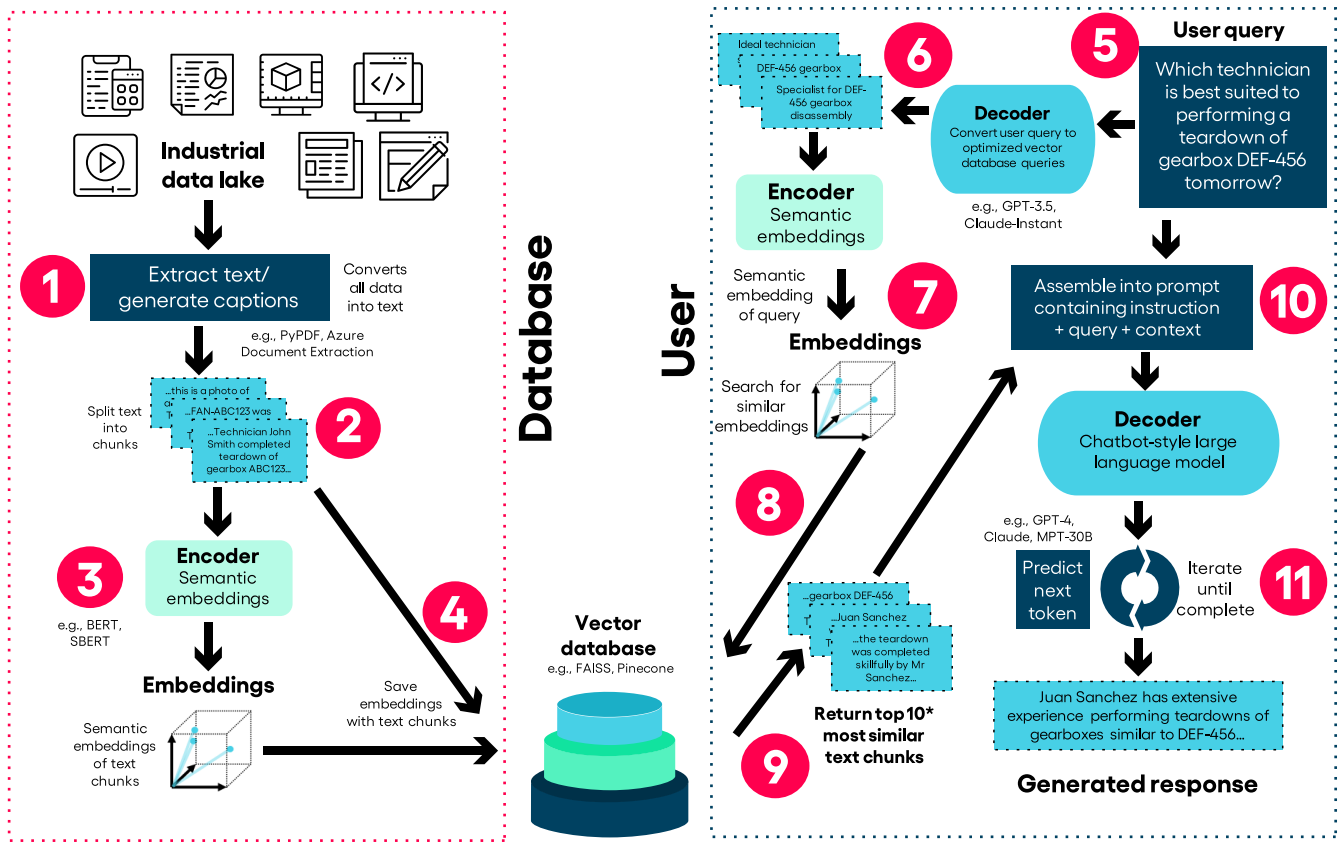 Industrial
data lake
</>
1
Extract text/
generate captions
Converts
all data
into text
e.g., PyPDF, Azure
Document Extraction
Split text
into
chunks
...this is a photo of
...FAN-ABC123 was
...Technician John
Smith completed
teardown of
gearbox ABC123...
2
3
Encoder
Semantic
embeddings
e.g., BERT,
SBERT
4
Embeddings
Semantic
embeddings
of text
chunks
Save
embeddings
with text chunks
Database
Vector
database
e.g., FAISS, Pinecone
User
5
User query
Which technician
is best suited to
performing a
teardown of
gearbox DEF-456
tomorrow?
Decoder
Convert user query to
optimized vector
database queries
e.g., GPT-3.5,
Claude-Instant
6
Ideal technician
DEF-456 gearbox
Specialist for DEF-
456 gearbox
disassembly
Encoder
Semantic
embeddings
Semantic
embedding
of query
7
Embeddings
Search for
similar
embeddings
8
9
...gearbox DEF-456
...Juan Sanchez
...the teardown
was completed
skillfully by Mr
Sanchez...
Return top 10*
most similar
text chunks
Assemble into prompt
containing instruction
+ query + context
10
Decoder
Chatbot-style large
language model
e.g., GPT-4,
Claude, MPT-30B
Predict
next
token
Iterate
until
complete
11
Juan Sanchez has extensive
experience performing teardowns of
gearboxes similar to DEF-456...
Generated response